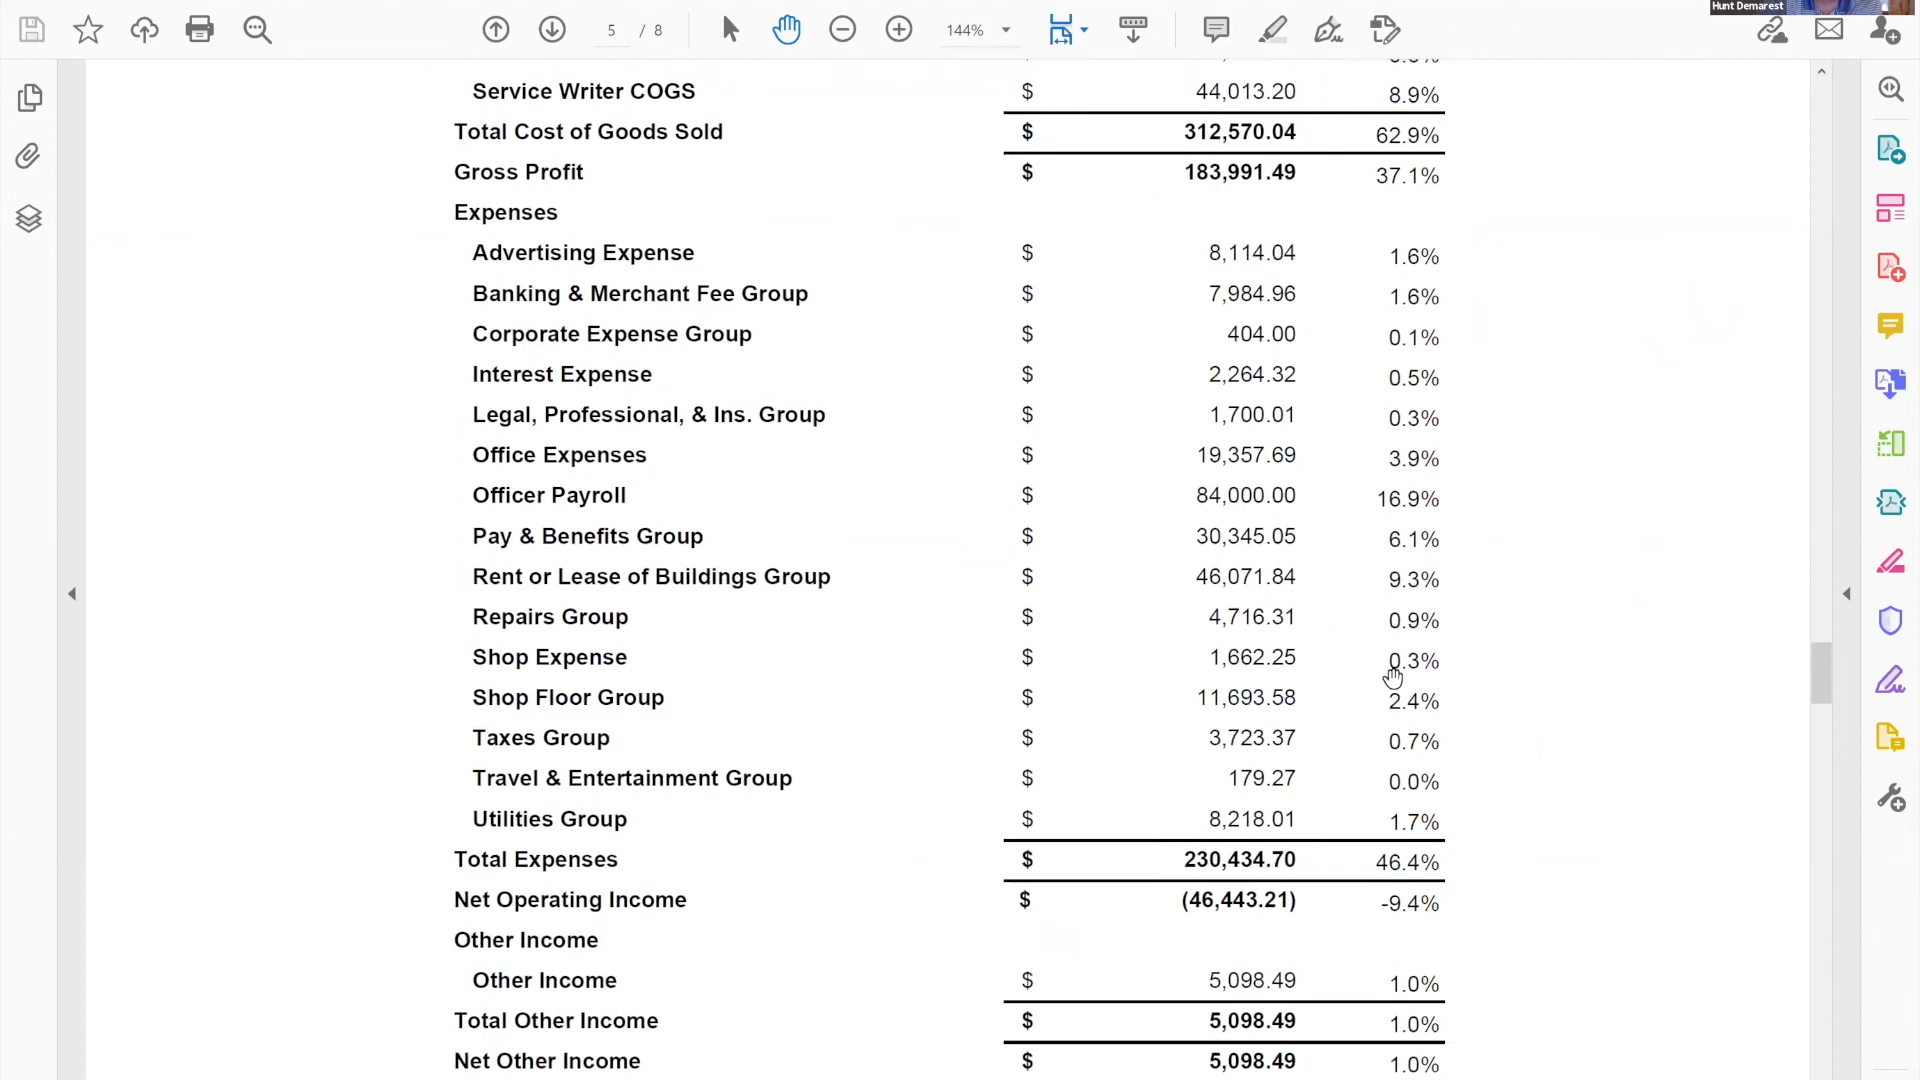 Hunt Demarest
5 / 8
144%
Service Writer COGS $ 44,013.20 8.9%
Total Cost of Goods Sold $ 312,570.04 62.9%
Gross Profit $ 183,991.49 37.1%
Expenses
Advertising Expense $ 8,114.04 1.6%
Banking & Merchant Fee Group $ 7,984.96 1.6%
Corporate Expense Group $ 404.00 0.1%
Interest Expense $ 2,264.32 0.5%
Legal, Professional, & Ins. Group $ 1,700.01 0.3%
Office Expenses $ 19,357.69 3.9%
Officer Payroll $ 84,000.00 16.9%
Pay & Benefits Group $ 30,345.05 6.1%
Rent or Lease of Buildings Group $ 46,071.84 9.3%
Repairs Group $ 4,716.31 0.9%
Shop Expense $ 1,662.25 0.3%
Shop Floor Group $ 11,693.58 2.4%
Taxes Group $ 3,723.37 0.7%
Travel & Entertainment Group $ 179.27 0.0%
Utilities Group $ 8,218.01 1.7%
Total Expenses $ 230,434.70 46.4%
Net Operating Income $ (46,443.21) -9.4%
Other Income
Other Income $ 5,098.49 1.0%
Total Other Income $ 5,098.49 1.0%
Net Other Income $ 5,098.49 1.0%